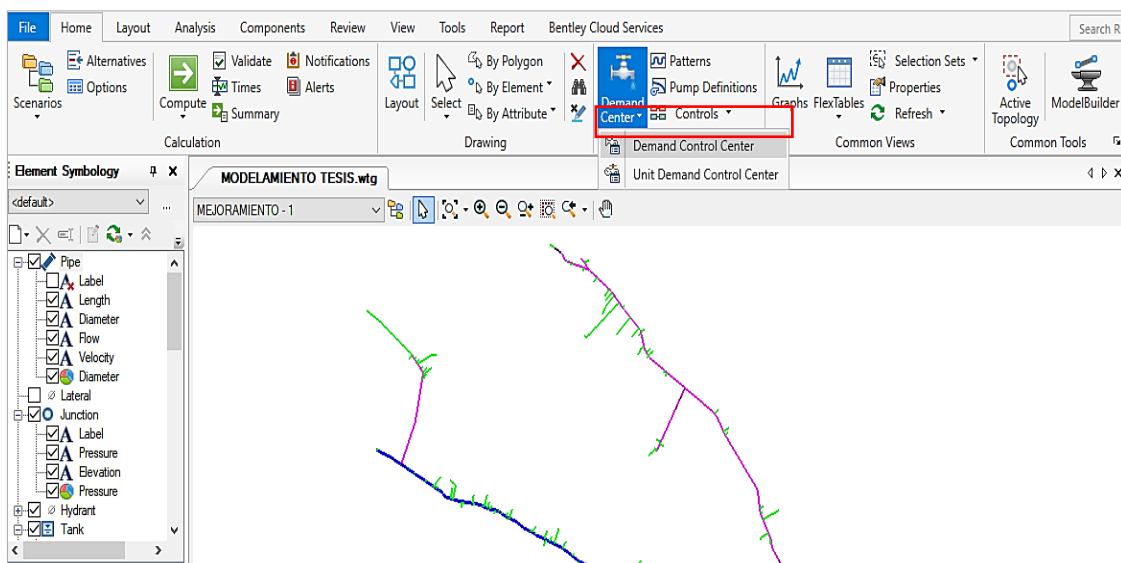 File Home Layout Analysis Components Review View Tools Report Bentley Cloud Services Search R
Scenarios
Alternatives
Options
Compute
Validate
Times
Summary
Notifications
Alerts
Calculation
Layout
Select
By Polygon
By Element
By Attribute
Drawing
Demand
Center
Patterns
Pump Definitions
Controls
Demand Control Center
Unit Demand Control Center
Graphs
FlexTables
Selection Sets
Properties
Refresh
Common Views
Active
Topology
ModelBuilder
Common Tools
Element Symbology
<default>
...
Pipe
Label
Length
Diameter
Flow
Velocity
Diameter
Lateral
Junction
Label
Pressure
Elevation
Pressure
Hydrant
Tank
MODELAMIENTO TESIS.wtg
MEJORAMIENTO - 1